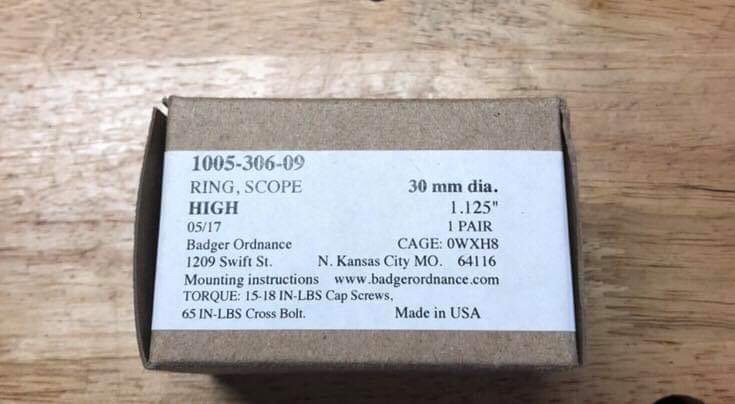 1005-306-09
RING, SCOPE 30 mm dia.
HIGH 1.125"
05/17 1 PAIR
Badger Ordnance CAGE: 0WXH8
1209 Swift St. N. Kansas City MO. 64116
Mounting instructions www.badgerordnance.com
TORQUE: 15-18 IN-LBS Cap Screws,
65 IN-LBS Cross Bolt. Made in USA